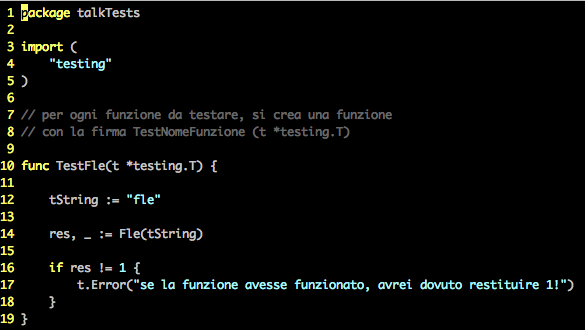 1 package talkTests
2
3 import (
4     "testing"
5 )
6
7 // per ogni funzione da testare, si crea una funzione
8 // con la firma TestNomeFunzione (t *testing.T)
9
10 func TestFle(t *testing.T) {
11
12     tString := "fle"
13
14     res, _ := Fle(tString)
15
16     if res != 1 {
17         t.Error("se la funzione avesse funzionato, avrei dovuto restituire 1!")
18     }
19 }